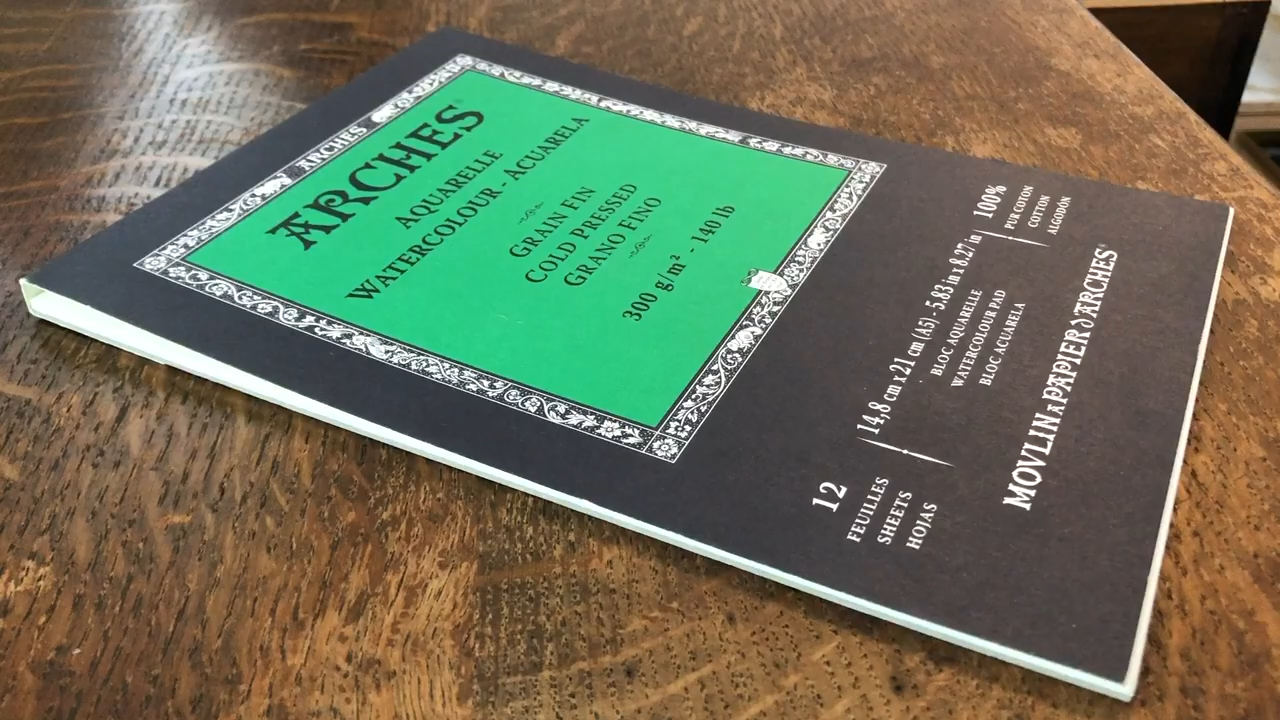 ARCHES
ARCHES®
AQUARELLE
WATERCOLOUR - ACUARELA
GRAIN FIN
COLD PRESSED
GRANO FINO
300 g/m² - 140 lb
12
FEUILLES
SHEETS
HOJAS
14,8 cm x 21 cm (A5) - 5.83 in x 8.27 in
BLOC AQUARELLE
WATERCOLOUR PAD
BLOC ACUARELA
100%
PUR COTON
COTTON
ALGODÓN
MOVLIN À PAPIER D'ARCHES®